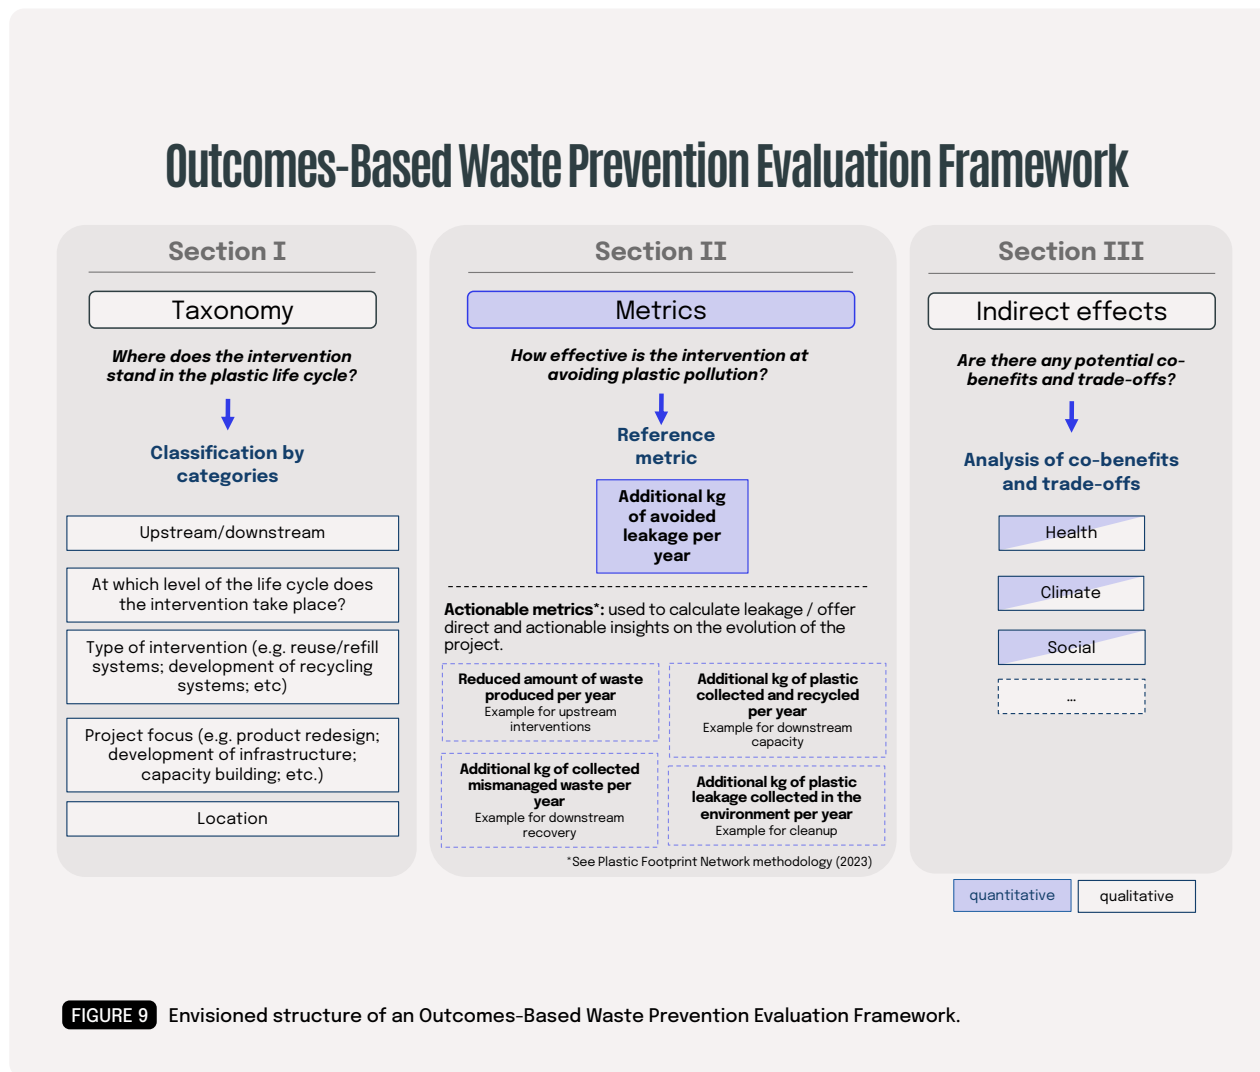 Outcomes-Based Waste Prevention Evaluation Framework
Section I
Taxonomy
Where does the intervention
stand in the plastic life cycle?
Classification by
categories
Upstream/downstream
At which level of the life cycle does
the intervention take place?
Type of intervention (e.g. reuse/refill
systems; development of recycling
systems; etc)
Project focus (e.g. product redesign;
development of infrastructure;
capacity building; etc.)
Location
Section II
Metrics
How effective is the intervention at
avoiding plastic pollution?
Reference
metric
Additional kg
of avoided
leakage per
year
Actionable metrics*: used to calculate leakage / offer
direct and actionable insights on the evolution of the
project.
Reduced amount of waste
produced per year
Example for upstream
interventions
Additional kg of plastic
collected and recycled
per year
Example for downstream
capacity
Additional kg of collected
mismanaged waste per
year
Example for downstream
recovery
Additional kg of plastic
leakage collected in the
environment per year
Example for cleanup
*See Plastic Footprint Network methodology (2023)
Section III
Indirect effects
Are there any potential co-
benefits and trade-offs?
Analysis of co-benefits
and trade-offs
Health
Climate
Social
...
quantitative
qualitative
FIGURE 9 Envisioned structure of an Outcomes-Based Waste Prevention Evaluation Framework.